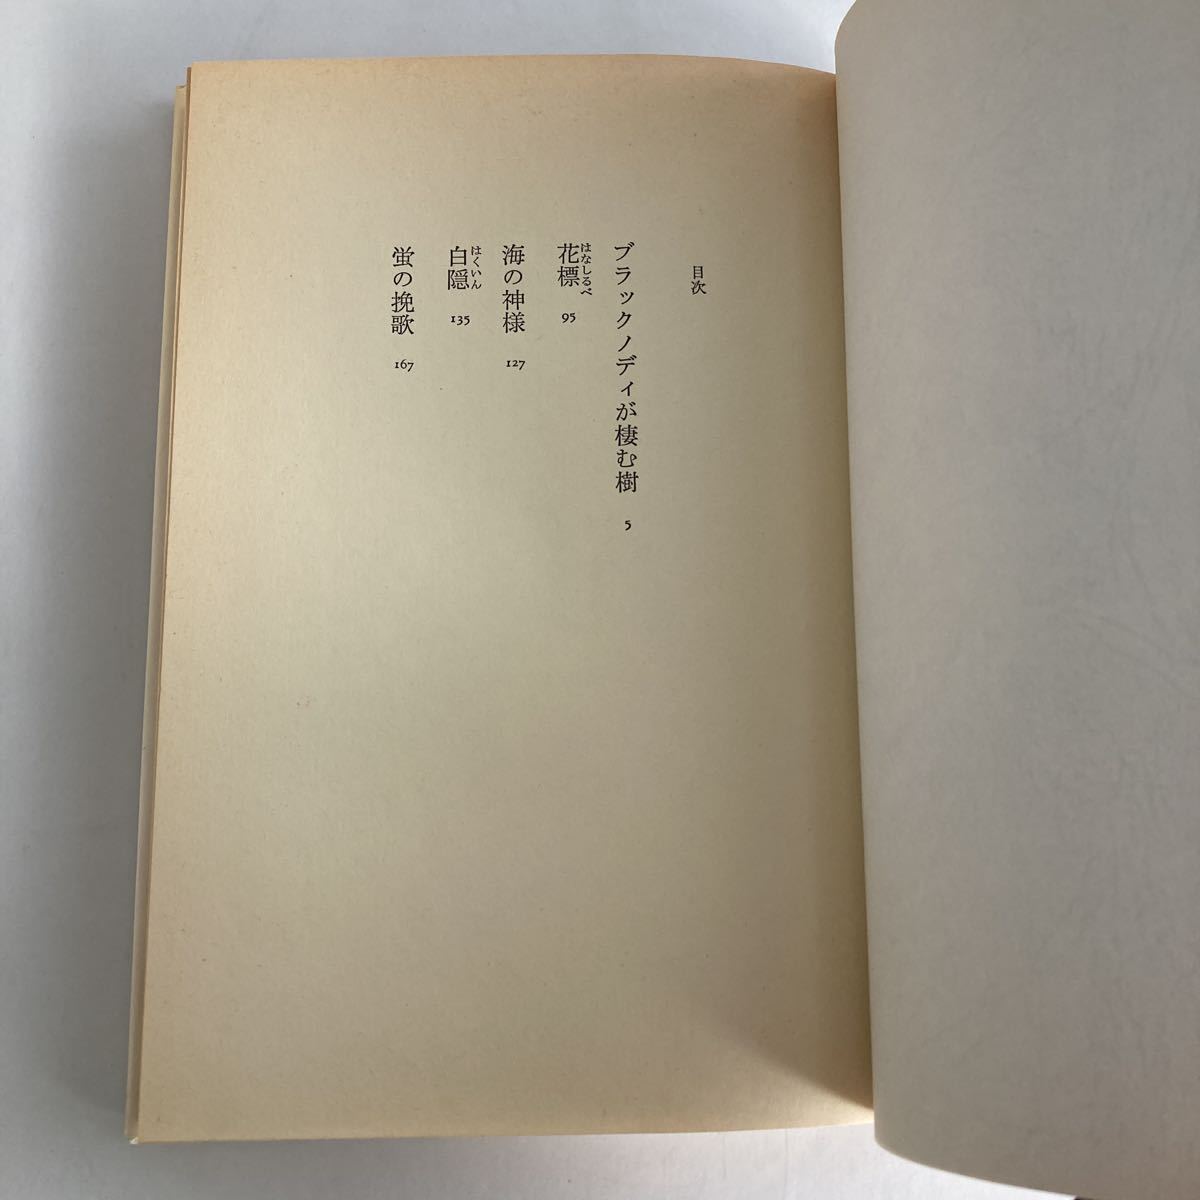 目次
ブラックノディが棲む樹 5
花標 はなしるべ 95
海の神様 127
白隠 はくいん 135
蛍の挽歌 167